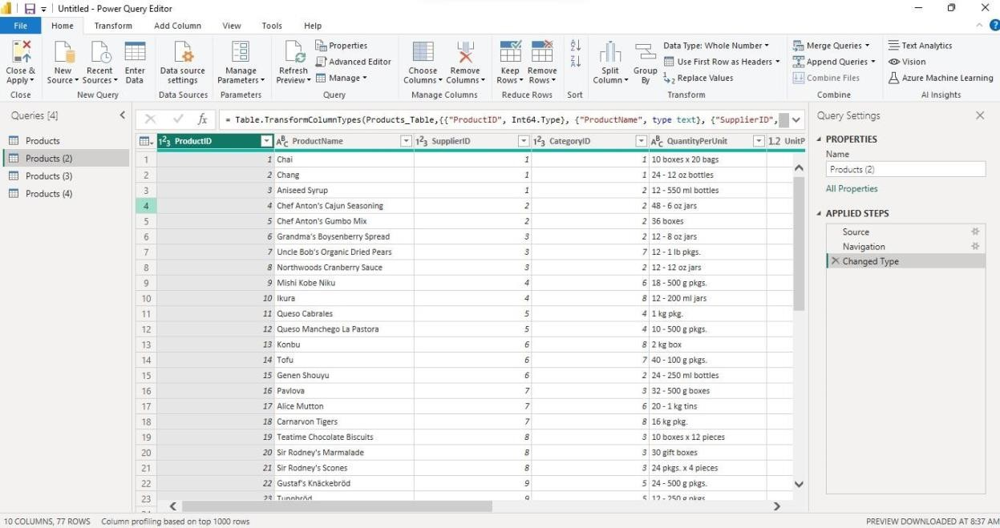 Untitled - Power Query Editor
File Home Transform Add Column View Tools Help
Close & Apply
New Source
Recent Sources
Enter Data
Data source settings
Manage Parameters
Refresh Preview
Properties
Advanced Editor
Manage
Choose Columns
Remove Columns
Keep Rows
Remove Rows
Split Column
Group By
Data Type: Whole Number
Use First Row as Headers
Replace Values
Merge Queries
Append Queries
Combine Files
Text Analytics
Vision
Azure Machine Learning
Close New Query Data Sources Parameters Query Manage Columns Reduce Rows Sort Transform Combine AI Insights
Queries [4]
Products
Products (2)
Products (3)
Products (4)
fx = Table.TransformColumnTypes(Products_Table,{{"ProductID", Int64.Type}, {"ProductName", type text}, {"SupplierID",
123 ProductID ABC ProductName 123 SupplierID 123 CategoryID ABC QuantityPerUnit 1.2 UnitP
1 1 Chai 1 1 10 boxes x 20 bags
2 2 Chang 1 1 24 - 12 oz bottles
3 3 Aniseed Syrup 1 2 12 - 550 ml bottles
4 4 Chef Anton's Cajun Seasoning 2 2 48 - 6 oz jars
5 5 Chef Anton's Gumbo Mix 2 2 36 boxes
6 6 Grandma's Boysenberry Spread 3 2 12 - 8 oz jars
7 7 Uncle Bob's Organic Dried Pears 3 7 12 - 1 lb pkgs.
8 8 Northwoods Cranberry Sauce 3 2 12 - 12 oz jars
9 9 Mishi Kobe Niku 4 6 18 - 500 g pkgs.
10 10 Ikura 4 8 12 - 200 ml jars
11 11 Queso Cabrales 5 4 1 kg pkg.
12 12 Queso Manchego La Pastora 5 4 10 - 500 g pkgs.
13 13 Konbu 6 8 2 kg box
14 14 Tofu 6 7 40 - 100 g pkgs.
15 15 Genen Shouyu 6 2 24 - 250 ml bottles
16 16 Pavlova 7 3 32 - 500 g boxes
17 17 Alice Mutton 7 6 20 - 1 kg tins
18 18 Carnarvon Tigers 7 8 16 kg pkg.
19 19 Teatime Chocolate Biscuits 8 3 10 boxes x 12 pieces
20 20 Sir Rodney's Marmalade 8 3 30 gift boxes
21 21 Sir Rodney's Scones 8 3 24 pkgs. x 4 pieces
22 22 Gustaf's Knäckebröd 9 5 24 - 500 g pkgs.
23 23 Tunnbröd 9 5 12 - 250 g pkgs.
Query Settings
PROPERTIES
Name
Products (2)
All Properties
APPLIED STEPS
Source
Navigation
Changed Type
10 COLUMNS, 77 ROWS Column profiling based on top 1000 rows PREVIEW DOWNLOADED AT 8:37 AM